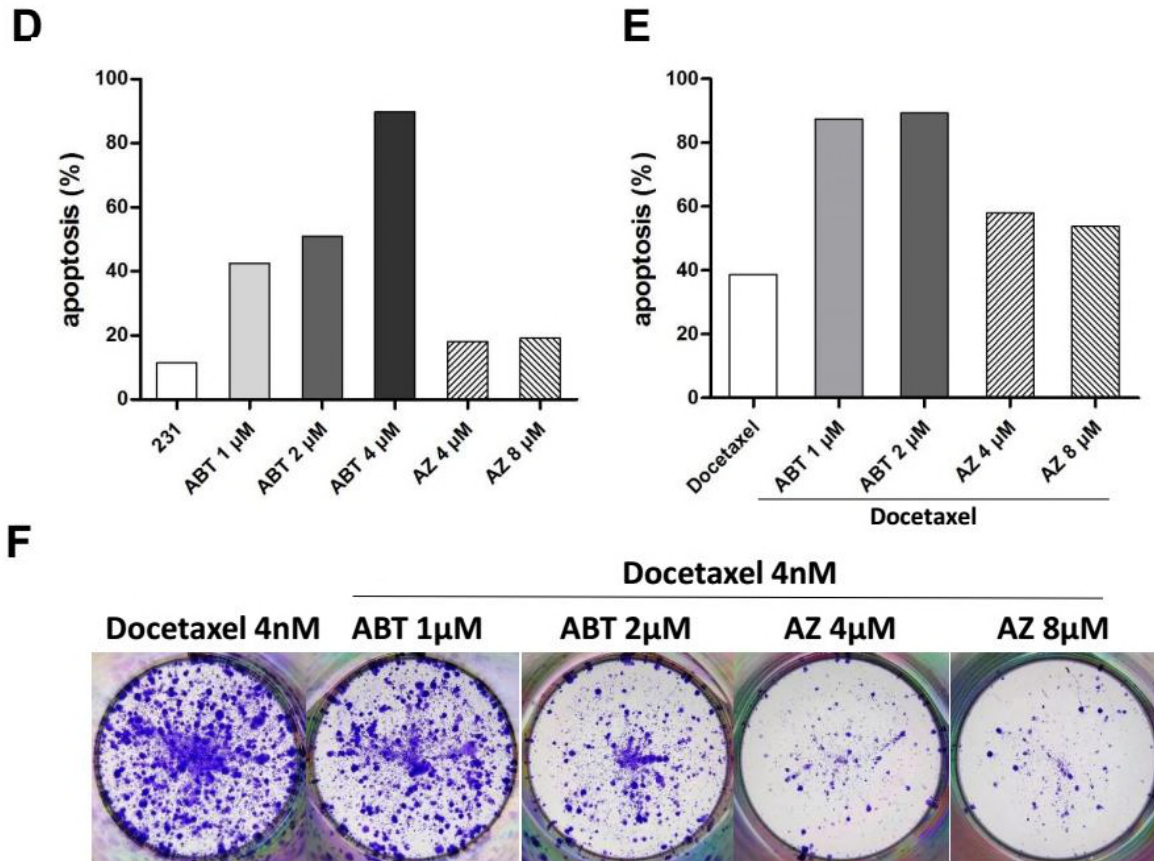 D
100
80
60
40
20
0
apoptosis (%)
231
ABT 1 µM
ABT 2 µM
ABT 4 µM
AZ 4 µM
AZ 8 µM
E
100
80
60
40
20
0
apoptosis (%)
Docetaxel
ABT 1 µM
ABT 2 µM
AZ 4 µM
AZ 8 µM
Docetaxel
F
Docetaxel 4nM
Docetaxel 4nM ABT 1µM ABT 2µM AZ 4µM AZ 8µM